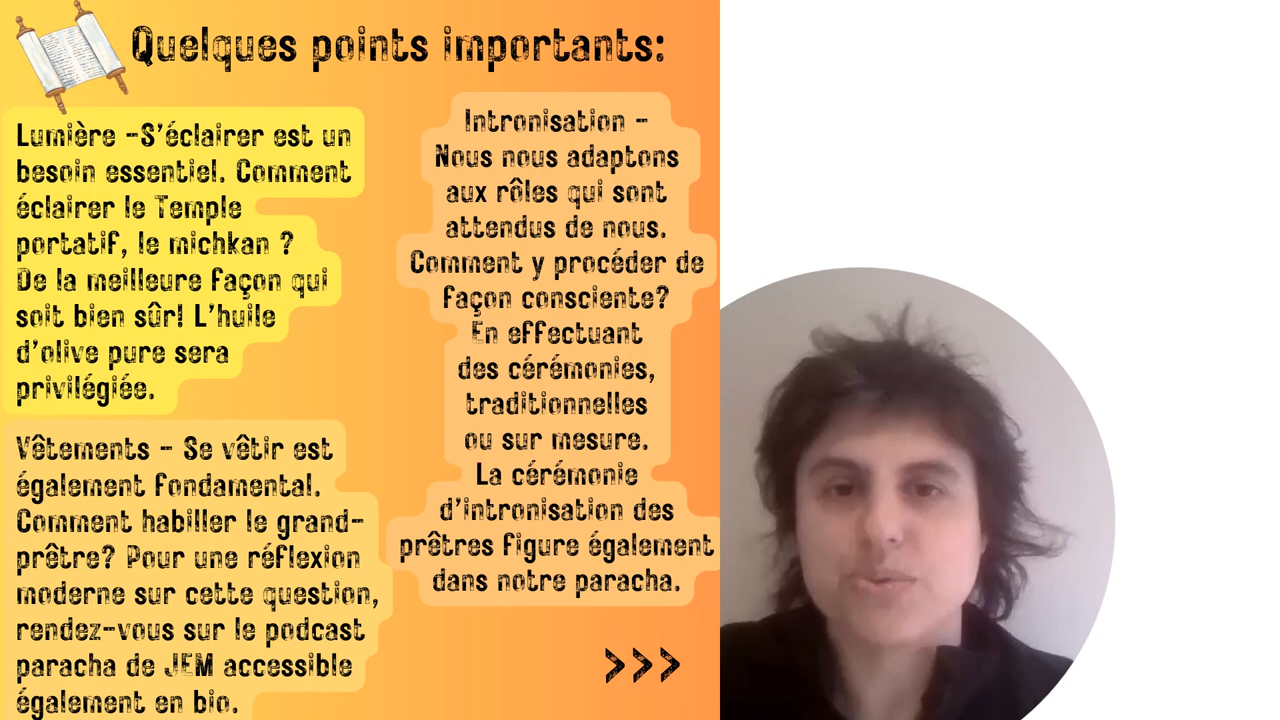 Quelques points importants:
Lumière -S'éclairer est un
besoin essentiel. Comment
éclairer le Temple
portatif, le michkan ?
De la meilleure façon qui
soit bien sûr! L'huile
d'olive pure sera
privilégiée.
Vêtements - Se vêtir est
également fondamental.
Comment habiller le grand-
prêtre? Pour une réflexion
moderne sur cette question,
rendez-vous sur le podcast
paracha de JEM accessible
également en bio.
Intronisation -
Nous nous adaptons
aux rôles qui sont
attendus de nous.
Comment y procéder de
façon consciente?
En effectuant
des cérémonies,
traditionnelles
ou sur mesure.
La cérémonie
d'intronisation des
prêtres figure également
dans notre paracha.
>>>